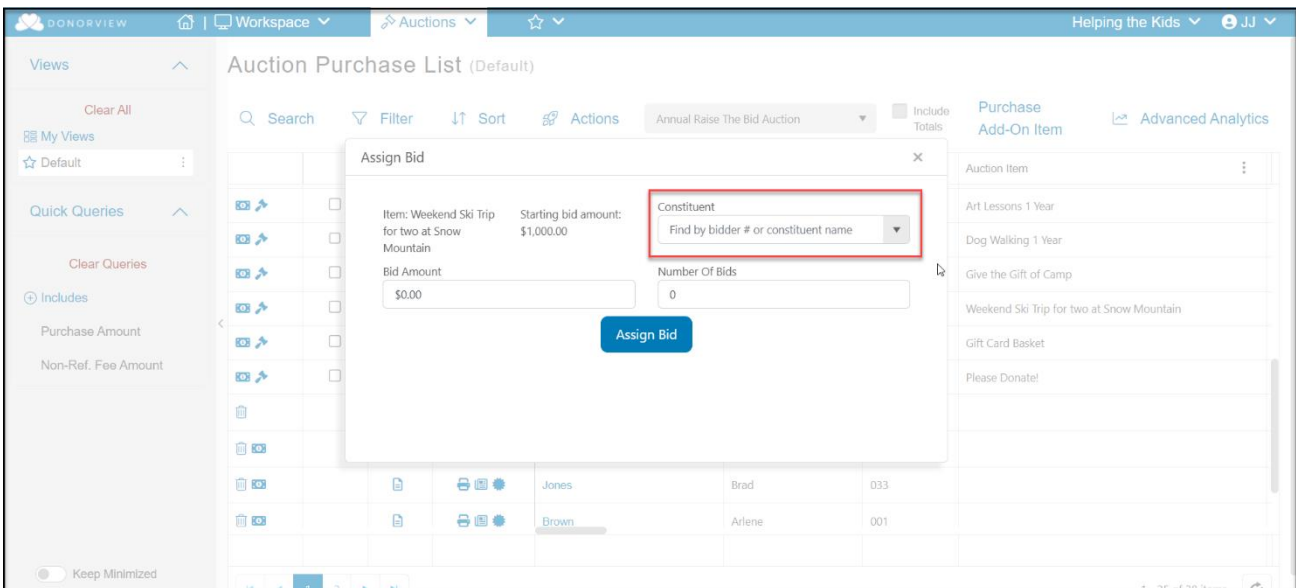 DONORVIEW
Workspace
Auctions
Helping the Kids
JJ
Views
Clear All
My Views
Default
Quick Queries
Clear Queries
Includes
Purchase Amount
Non-Ref. Fee Amount
Keep Minimized
Auction Purchase List (Default)
Search
Filter
Sort
Actions
Annual Raise The Bid Auction
Include
Totals
Purchase
Add-On Item
Advanced Analytics
Assign Bid
Item: Weekend Ski Trip
for two at Snow
Mountain
Starting bid amount:
$1,000.00
Constituent
Find by bidder # or constituent name
Bid Amount
$0.00
Number Of Bids
0
Assign Bid
Auction Item
Art Lessons 1 Year
Dog Walking 1 Year
Give the Gift of Camp
Weekend Ski Trip for two at Snow Mountain
Gift Card Basket
Please Donate!
Jones Brad 033
Brown Arlene 001